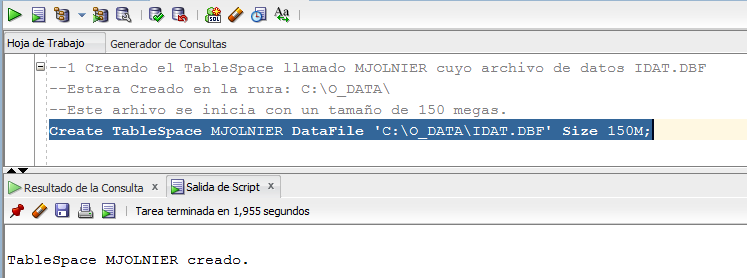 SQL
Aa
Hoja de Trabajo Generador de Consultas
--1 Creando el TableSpace llamado MJOLNIER cuyo archivo de datos IDAT.DBF
--Estara Creado en la rura: C:\O_DATA\
--Este arhivo se inicia con un tamaño de 150 megas.
Create TableSpace MJOLNIER DataFile 'C:\O_DATA\IDAT.DBF' Size 150M;
Resultado de la Consulta x Salida de Script x
Tarea terminada en 1,955 segundos
TableSpace MJOLNIER creado.